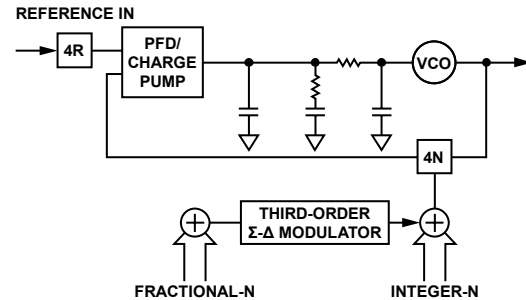 REFERENCE IN
4R
PFD/
CHARGE
PUMP
VCO
4N
THIRD-ORDER
Σ-Δ MODULATOR
FRACTIONAL-N
INTEGER-N